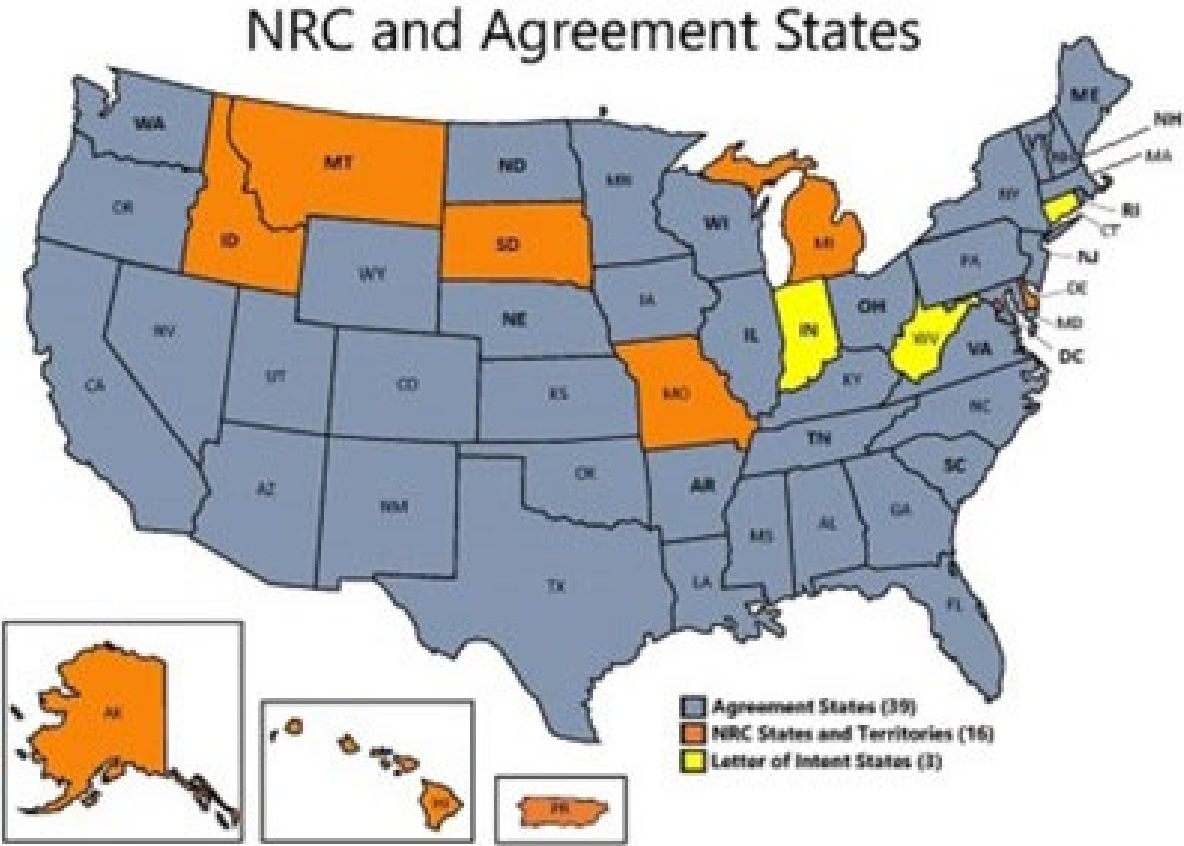 NRC and Agreement States
WA
MT
ND
MN
ME
NH
VT
NH
MA
OR
ID
SD
WI
MI
NY
RI
CT
WY
IA
PA
NJ
NE
IL
IN
OH
WV
VA
DE
MD
DC
NV
UT
CO
KS
MO
KY
CA
NC
TN
AZ
NM
OK
AR
SC
MS
AL
GA
TX
LA
FL
AK
HI
PR
Agreement States (39)
NRC States and Territories (16)
Letter of Intent States (3)